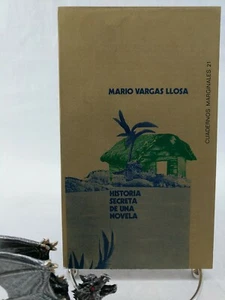 MARIO VARGAS LLOSA
CUADERNOS MARGINALES 21
HISTORIA
SECRETA
DE UNA
NOVELA